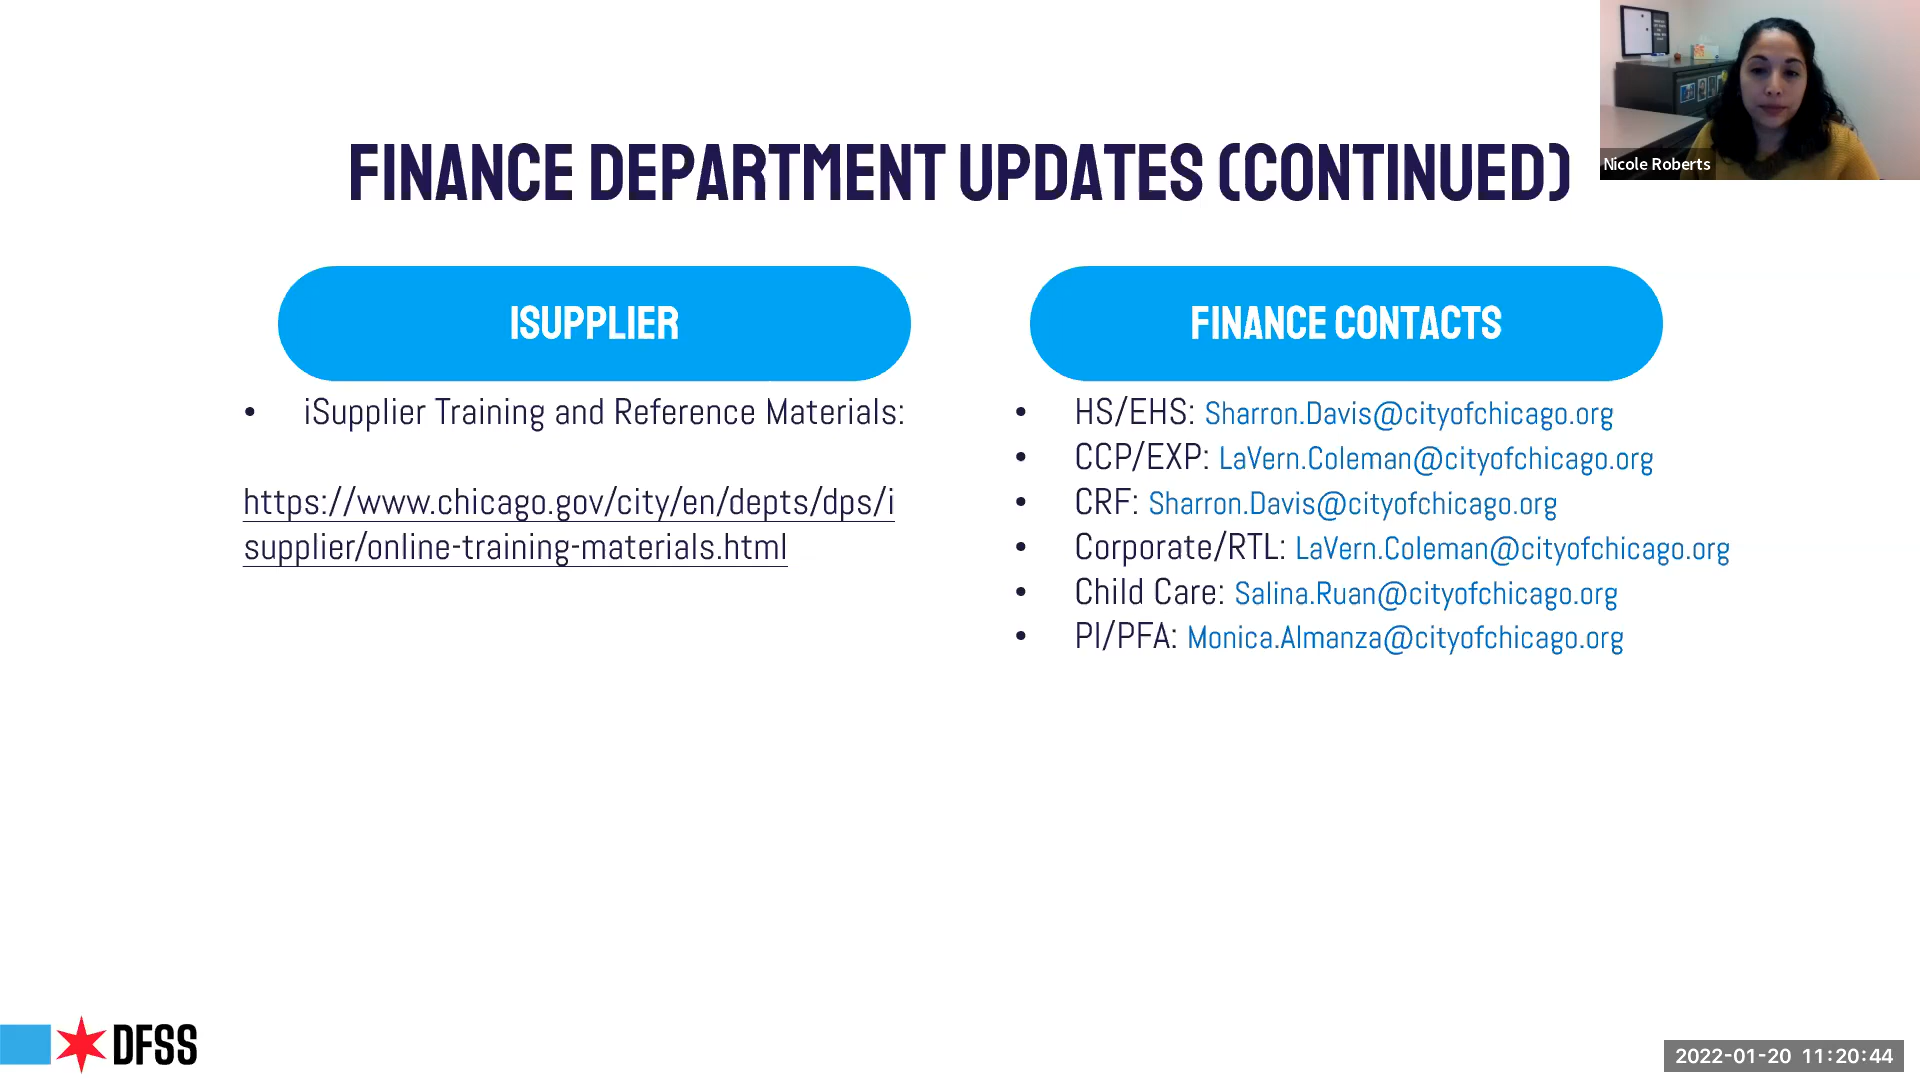 Nicole Roberts
FINANCE DEPARTMENT UPDATES (CONTINUED)
ISUPPLIER
• iSupplier Training and Reference Materials:
https://www.chicago.gov/city/en/depts/dps/i
supplier/online-training-materials.html
FINANCE CONTACTS
• HS/EHS: Sharron.Davis@cityofchicago.org
• CCP/EXP: LaVern.Coleman@cityofchicago.org
• CRF: Sharron.Davis@cityofchicago.org
• Corporate/RTL: LaVern.Coleman@cityofchicago.org
• Child Care: Salina.Ruan@cityofchicago.org
• PI/PFA: Monica.Almanza@cityofchicago.org
DFSS
2022-01-20 11:20:44